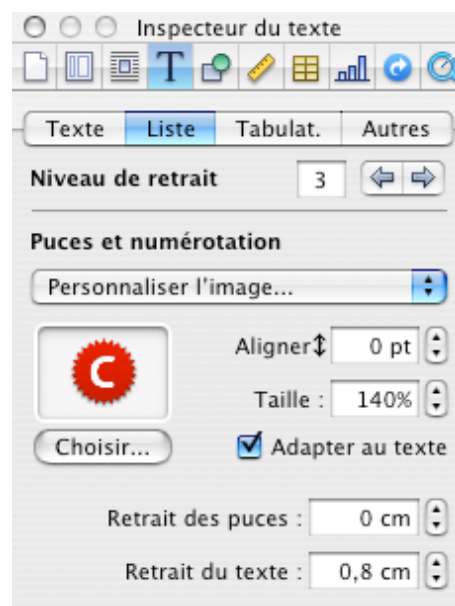 Inspecteur du texte
T
Texte Liste Tabulat. Autres
Niveau de retrait 3
Puces et numérotation
Personnaliser l'image...
C
Aligner 0 pt
Taille : 140%
Choisir... Adapter au texte
Retrait des puces : 0 cm
Retrait du texte : 0,8 cm